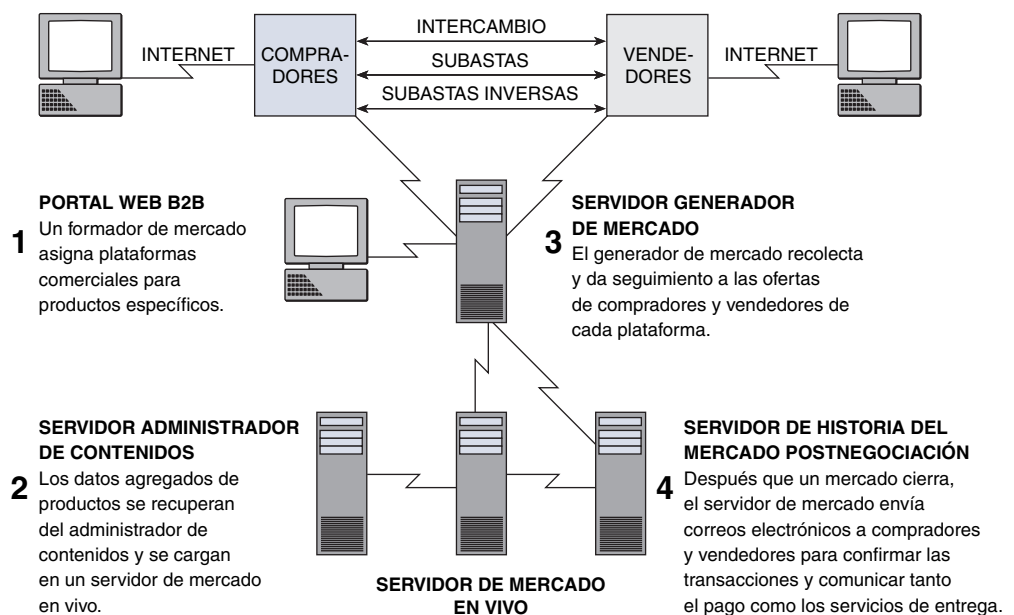 INTERNET
COMPRA-
DORES
INTERCAMBIO
SUBASTAS
SUBASTAS INVERSAS
VENDE-
DORES
INTERNET
PORTAL WEB B2B
1 Un formador de mercado
asigna plataformas
comerciales para
productos específicos.
SERVIDOR GENERADOR
DE MERCADO
3 El generador de mercado recolecta
y da seguimiento a las ofertas
de compradores y vendedores de
cada plataforma.
SERVIDOR ADMINISTRADOR
DE CONTENIDOS
2 Los datos agregados de
productos se recuperan
del administrador de
contenidos y se cargan
en un servidor de mercado
en vivo.
SERVIDOR DE MERCADO
EN VIVO
SERVIDOR DE HISTORIA DEL
MERCADO POSTNEGOCIACIÓN
4 Después que un mercado cierra,
el servidor de mercado envía
correos electrónicos a compradores
y vendedores para confirmar las
transacciones y comunicar tanto
el pago como los servicios de entrega.